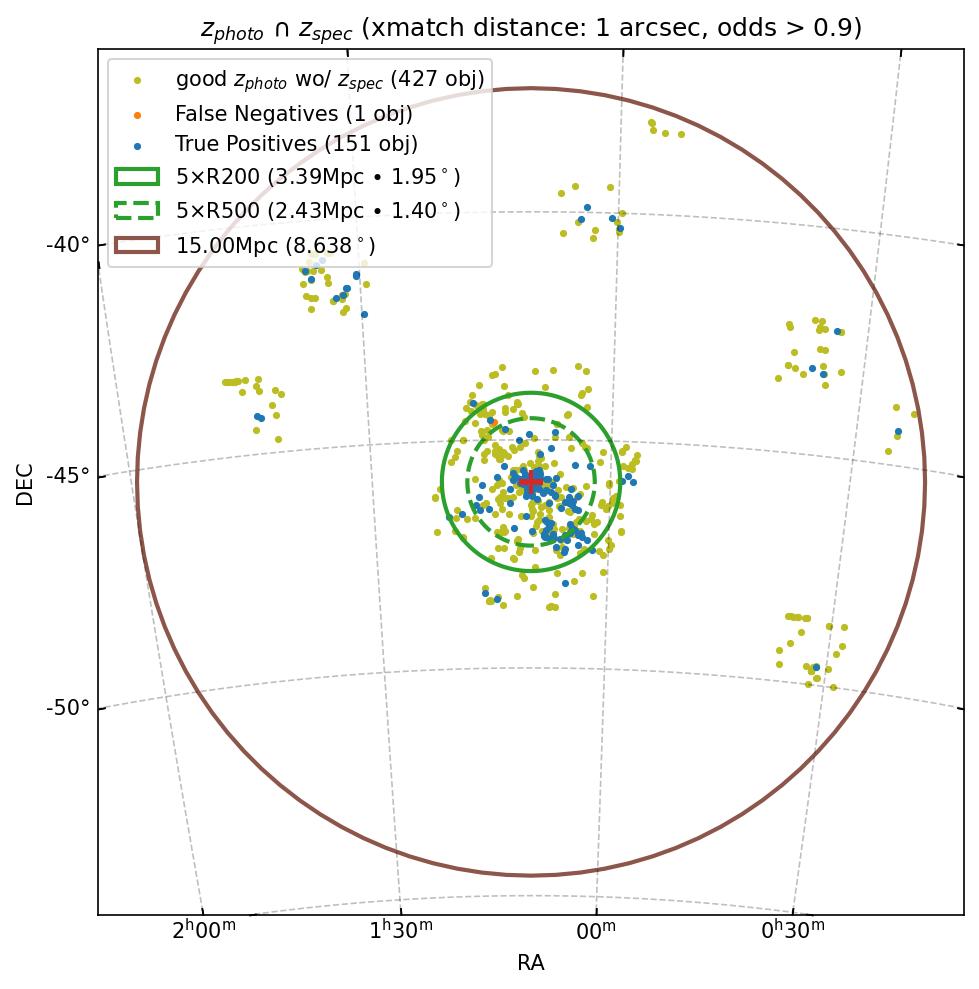 z_photo ∩ z_spec (xmatch distance: 1 arcsec, odds > 0.9)
good z_photo wo/ z_spec (427 obj)
False Negatives (1 obj)
True Positives (151 obj)
5×R200 (3.39Mpc • 1.95°)
5×R500 (2.43Mpc • 1.40°)
15.00Mpc (8.638°)
-40°
-45°
-50°
DEC
2h00m
1h30m
00m
0h30m
RA